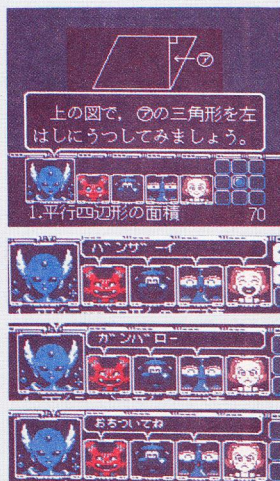 ㋐
上の図で，㋐の三角形を左
はしにうつしてみましょう。
1.平行四辺形の面積 70
バンザーイ
ガンバロー
おちついてね